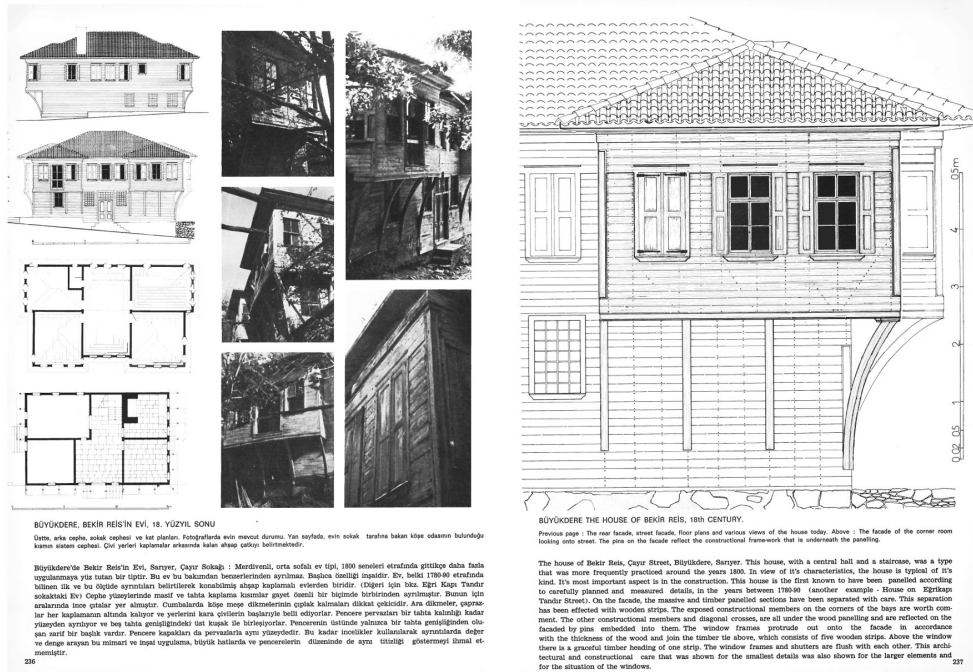 BÜYÜKDERE, BEKİR REİS'İN EVİ, 18. YÜZYIL SONU
Üstte, arka cephe, sokak cephesi ve kat planları. Fotoğraflarda evin mevcut durumu. Yan sayfada, evin sokak tarafına bakan köşe odasının bulunduğu
kısmın sistem cephesi. Çivi yerleri kaplamalar arkasında kalan ahşap çatkıyı belirtmektedir.
Büyükdere'de Bekir Reis'in Evi, Sarıyer, Çayır Sokağı : Merdivenli, orta sofalı ev tipi, 1800 seneleri etrafında gittikçe daha fazla
uygulanmaya yüz tutan bir tiptir. Bu ev bu bakımdan benzerlerinden ayrılmaz. Başlıca özelliği inşaidir. Ev, belki 1780-90 etrafında
bilinen ilk ve bu ölçüde ayrıntıları belirtilerek konabilmiş ahşap kaplamalı evlerden biridir. (Diğeri için bkz. Eğri Kapı Tandır
sokaktaki Ev) Cephe yüzeylerinde masif ve tahta kaplama kısımlar gayet özenli bir biçimde birbirinden ayrılmıştır. Bunun için
aralarında ince çıtalar yer almıştır. Cumbalarda köşe meşe dikmelerinin çıplak kalmaları dikkat çekicidir. Ara dikmeler, çapraz-
lar her kaplamanın altında kalıyor ve yerlerini kara çivilerin başlarıyle belli ediyorlar. Pencere pervazları bir tahta kalınlığı kadar
yüzeyden ayrılıyor ve beş tahta genişliğindeki üst kuşak ile birleşiyorlar. Pencerenin üstünde yalnızca bir tahta genişliğinden olu-
şan narif bir başlık vardır. Pencere kapakları da pervazlarla aynı yüzeydedir. Bu kadar incelikler kullanılarak ayrıntılarda değer
ve denge arayan bu mimari ve inşai uygulama, büyük hatlarda ve pencerelerin düzeninde de aynı titizliği göstermeyi ihmal et-
memiştir.
236
0.02 0.5 1 2 3 4 5m
BÜYÜKDERE THE HOUSE OF BEKİR REİS, 18th CENTURY.
Previous page : The rear facade, street facade, floor plans and various views of the house today. Above : The facade of the corner room
looking onto street. The pins on the facade reflect the constructional frame-work that is underneath the panelling.
The house of Bekir Reis, Çayır Street, Büyükdere, Sarıyer. This house, with a central hall and a staircase, was a type
that was more frequently practiced around the years 1800. In view of it's characteristics, the house is typical of it's
kind. It's most important aspect is in the construction. This house is the first known to have been panelled according
to carefully planned and measured details, in the years between 1780-90 (another example - House on Eğrikapı
Tandır Street). On the facade, the massive and timber panelled sections have been separated with care. This separation
has been effected with wooden strips. The exposed constructional members on the corners of the bays are worth com-
ment. The other constructional members and diagonal crosses, are all under the wood panelling and are reflected on the
facaded by pins embedded into them. The window frames protrude out onto the facade in accordance
with the thickness of the wood and join the timber tie above, which consists of five wooden strips. Above the window
there is a graceful timber heading of one strip. The window frames and shutters are flush with each other. This archi-
tectural and constructional care that was shown for the smallest details was also shown for the larger elements and
for the situation of the windows.
237